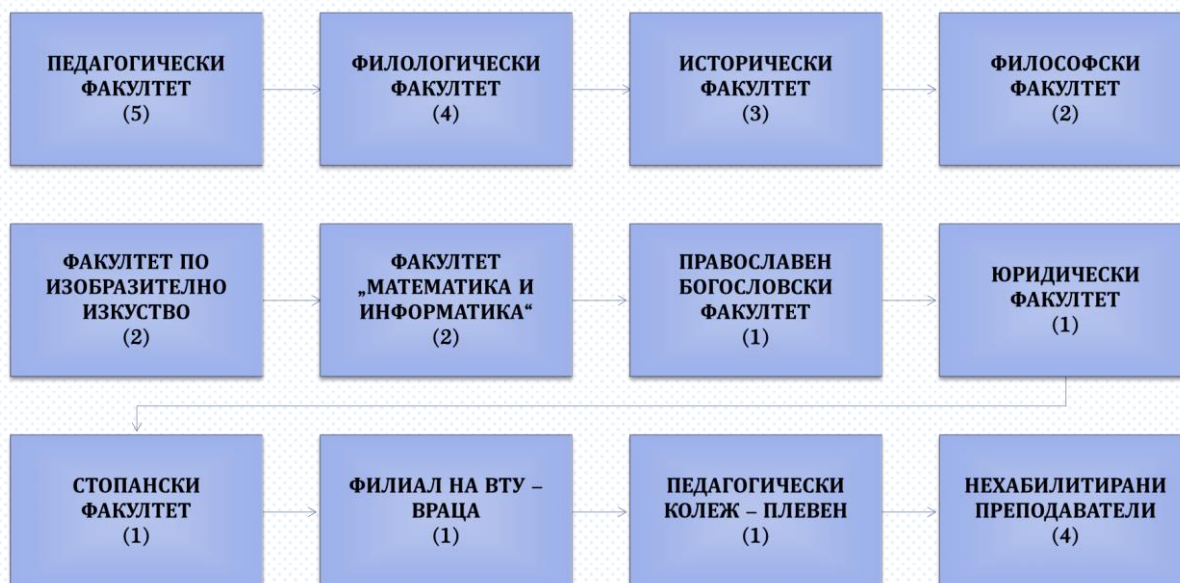 ПЕДАГОГИЧЕСКИ
ФАКУЛТЕТ
(5)
ФИЛОЛОГИЧЕСКИ
ФАКУЛТЕТ
(4)
ИСТОРИЧЕСКИ
ФАКУЛТЕТ
(3)
ФИЛОСОФСКИ
ФАКУЛТЕТ
(2)
ФАКУЛТЕТ ПО
ИЗОБРАЗИТЕЛНО
ИЗКУСТВО
(2)
ФАКУЛТЕТ
„МАТЕМАТИКА И
ИНФОРМАТИКА“
(2)
ПРАВОСЛАВЕН
БОГОСЛОВСКИ
ФАКУЛТЕТ
(1)
ЮРИДИЧЕСКИ
ФАКУЛТЕТ
(1)
СТОПАНСКИ
ФАКУЛТЕТ
(1)
ФИЛИАЛ НА ВТУ –
ВРАЦА
(1)
ПЕДАГОГИЧЕСКИ
КОЛЕЖ – ПЛЕВЕН
(1)
НЕХАБИЛИТИРАНИ
ПРЕПОДАВАТЕЛИ
(4)